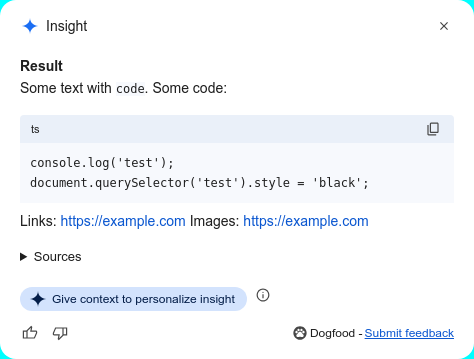 Insight
Result
Some text with code. Some code:
ts
console.log('test');
document.querySelector('test').style = 'black';
Links: https://example.com Images: https://example.com
Sources
Give context to personalize insight
Dogfood - Submit feedback